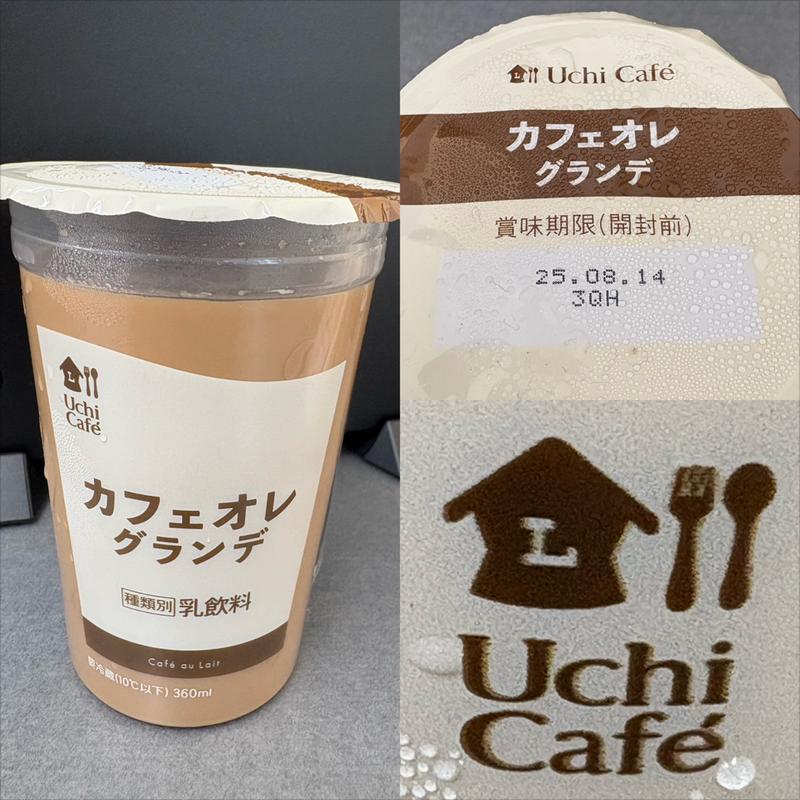 L
Uchi
Café
カフェオレ
グランデ
種類別 乳飲料
Café au Lait
要冷蔵(10℃以下) 360ml
L Uchi Café
カフェオレ
グランデ
賞味期限(開封前)
25.08.14
3QH
L
Uchi
Café